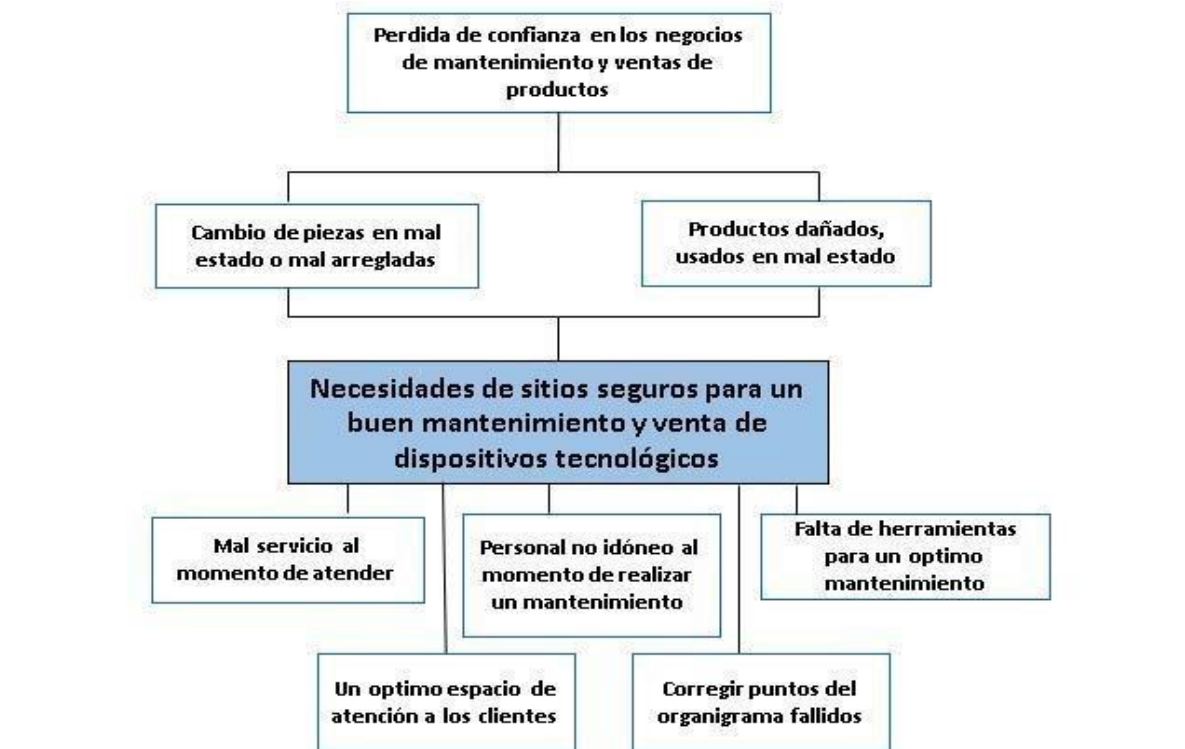 Perdida de confianza en los negocios
de mantenimiento y ventas de
productos
Cambio de piezas en mal
estado o mal arregladas
Productos dañados,
usados en mal estado
Necesidades de sitios seguros para un
buen mantenimiento y venta de
dispositivos tecnológicos
Mal servicio al
momento de atender
Personal no idóneo al
momento de realizar
un mantenimiento
Falta de herramientas
para un optimo
mantenimiento
Un optimo espacio de
atención a los clientes
Corregir puntos del
organigrama fallidos